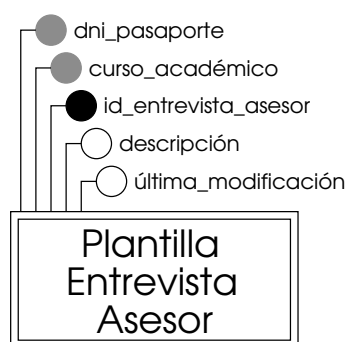 dni_pasaporte
curso_académico
id_entrevista_asesor
descripción
última_modificación
Plantilla
Entrevista
Asesor